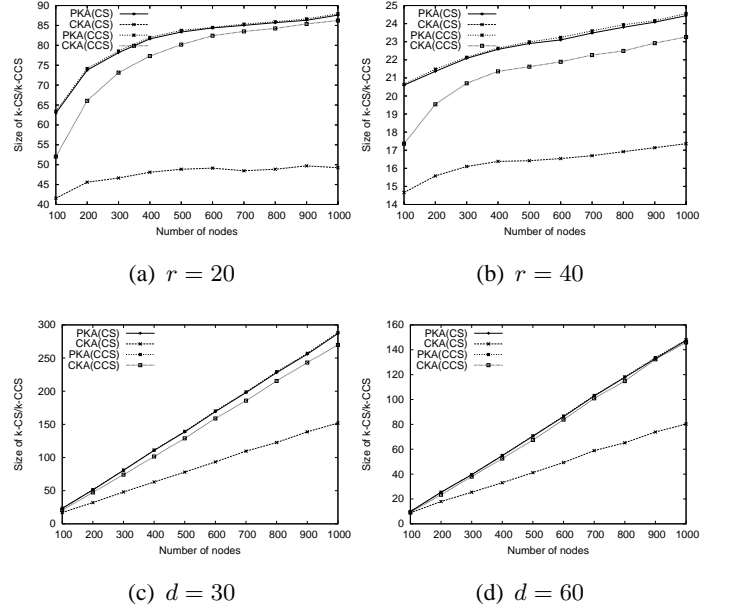 90
85
80
75
70
65
60
55
50
45
40
100 200 300 400 500 600 700 800 900 1000
Size of k-CS/k-CCS
Number of nodes
PKA(CS)
CKA(CS)
PKA(CCS)
CKA(CCS)
(a) r = 20
25
24
23
22
21
20
19
18
17
16
15
14
100 200 300 400 500 600 700 800 900 1000
Size of k-CS/k-CCS
Number of nodes
PKA(CS)
CKA(CS)
PKA(CCS)
CKA(CCS)
(b) r = 40
300
250
200
150
100
50
0
100 200 300 400 500 600 700 800 900 1000
Size of k-CS/k-CCS
Number of nodes
PKA(CS)
CKA(CS)
PKA(CCS)
CKA(CCS)
(c) d = 30
160
140
120
100
80
60
40
20
0
100 200 300 400 500 600 700 800 900 1000
Size of k-CS/k-CCS
Number of nodes
PKA(CS)
CKA(CS)
PKA(CCS)
CKA(CCS)
(d) d = 60